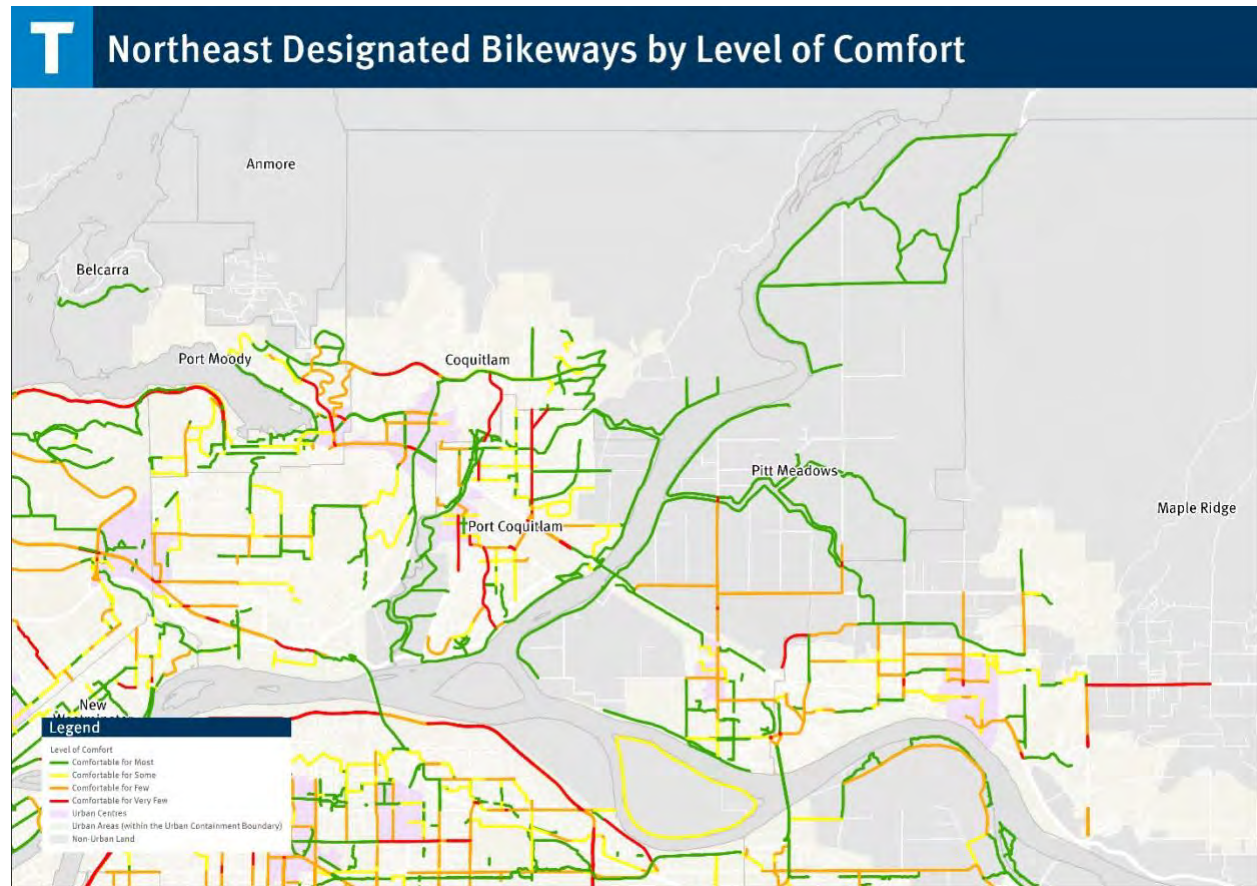 T
Northeast Designated Bikeways by Level of Comfort
Anmore
Belcarra
Port Moody
Coquitlam
Pitt Meadows
Maple Ridge
Port Coquitlam
New
Legend
Level of Comfort
Comfortable for Most
Comfortable for Some
Comfortable for Few
Comfortable for Very Few
Urban Centres
Urban Areas (within the Urban Containment Boundary)
Non-Urban Land